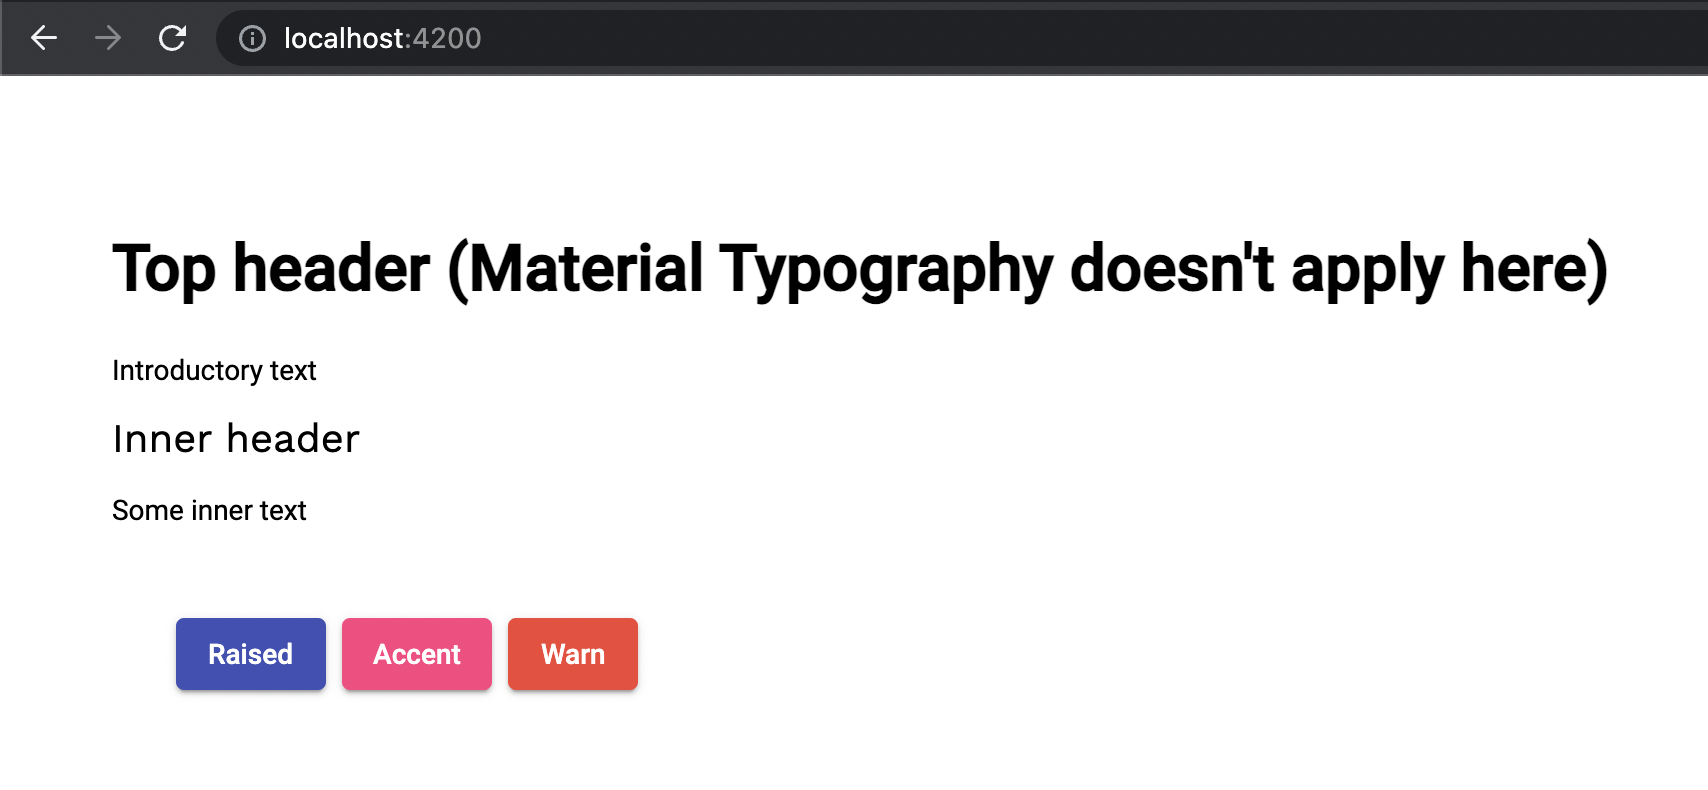 localhost:4200
Top header (Material Typography doesn't apply here)
Introductory text
Inner header
Some inner text
Raised Accent Warn